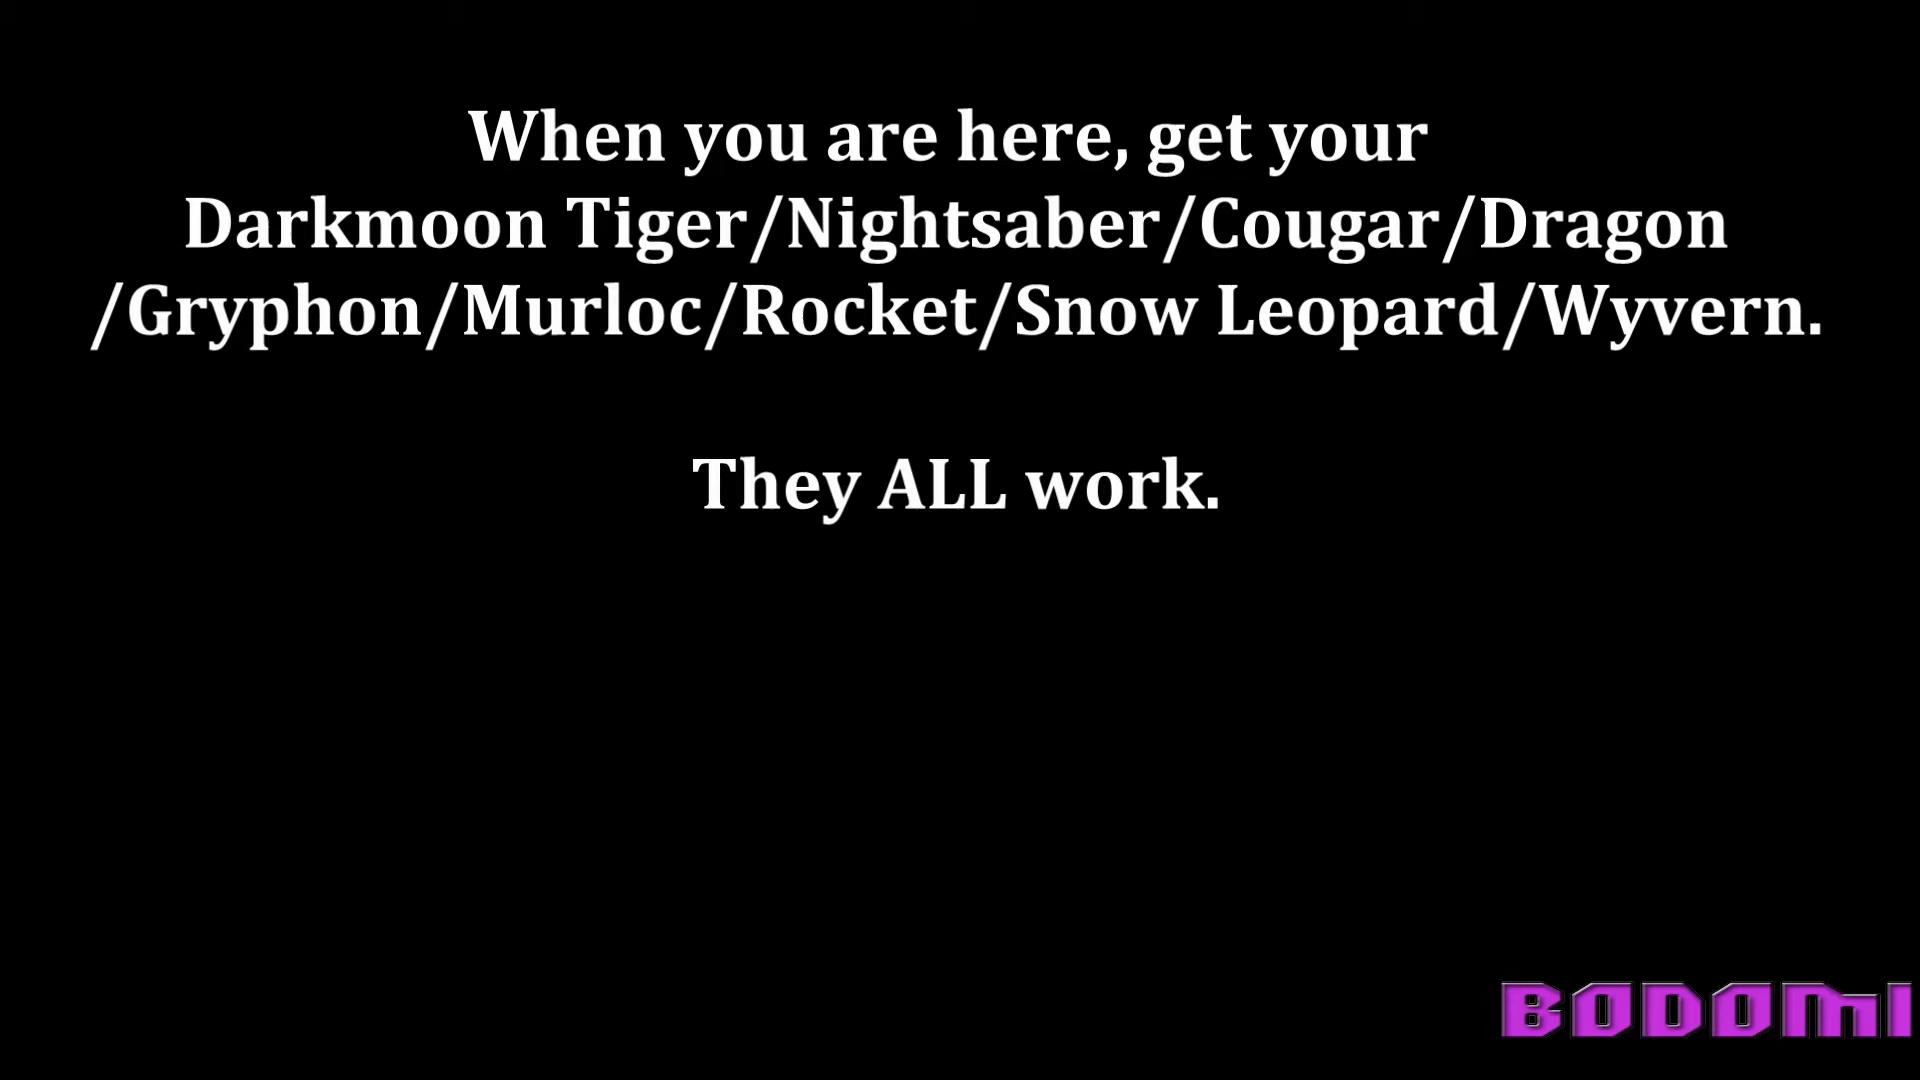 When you are here, get your
Darkmoon Tiger/Nightsaber/Cougar/Dragon
/Gryphon/Murloc/Rocket/Snow Leopard/Wyvern.
They ALL work.
BODOMI